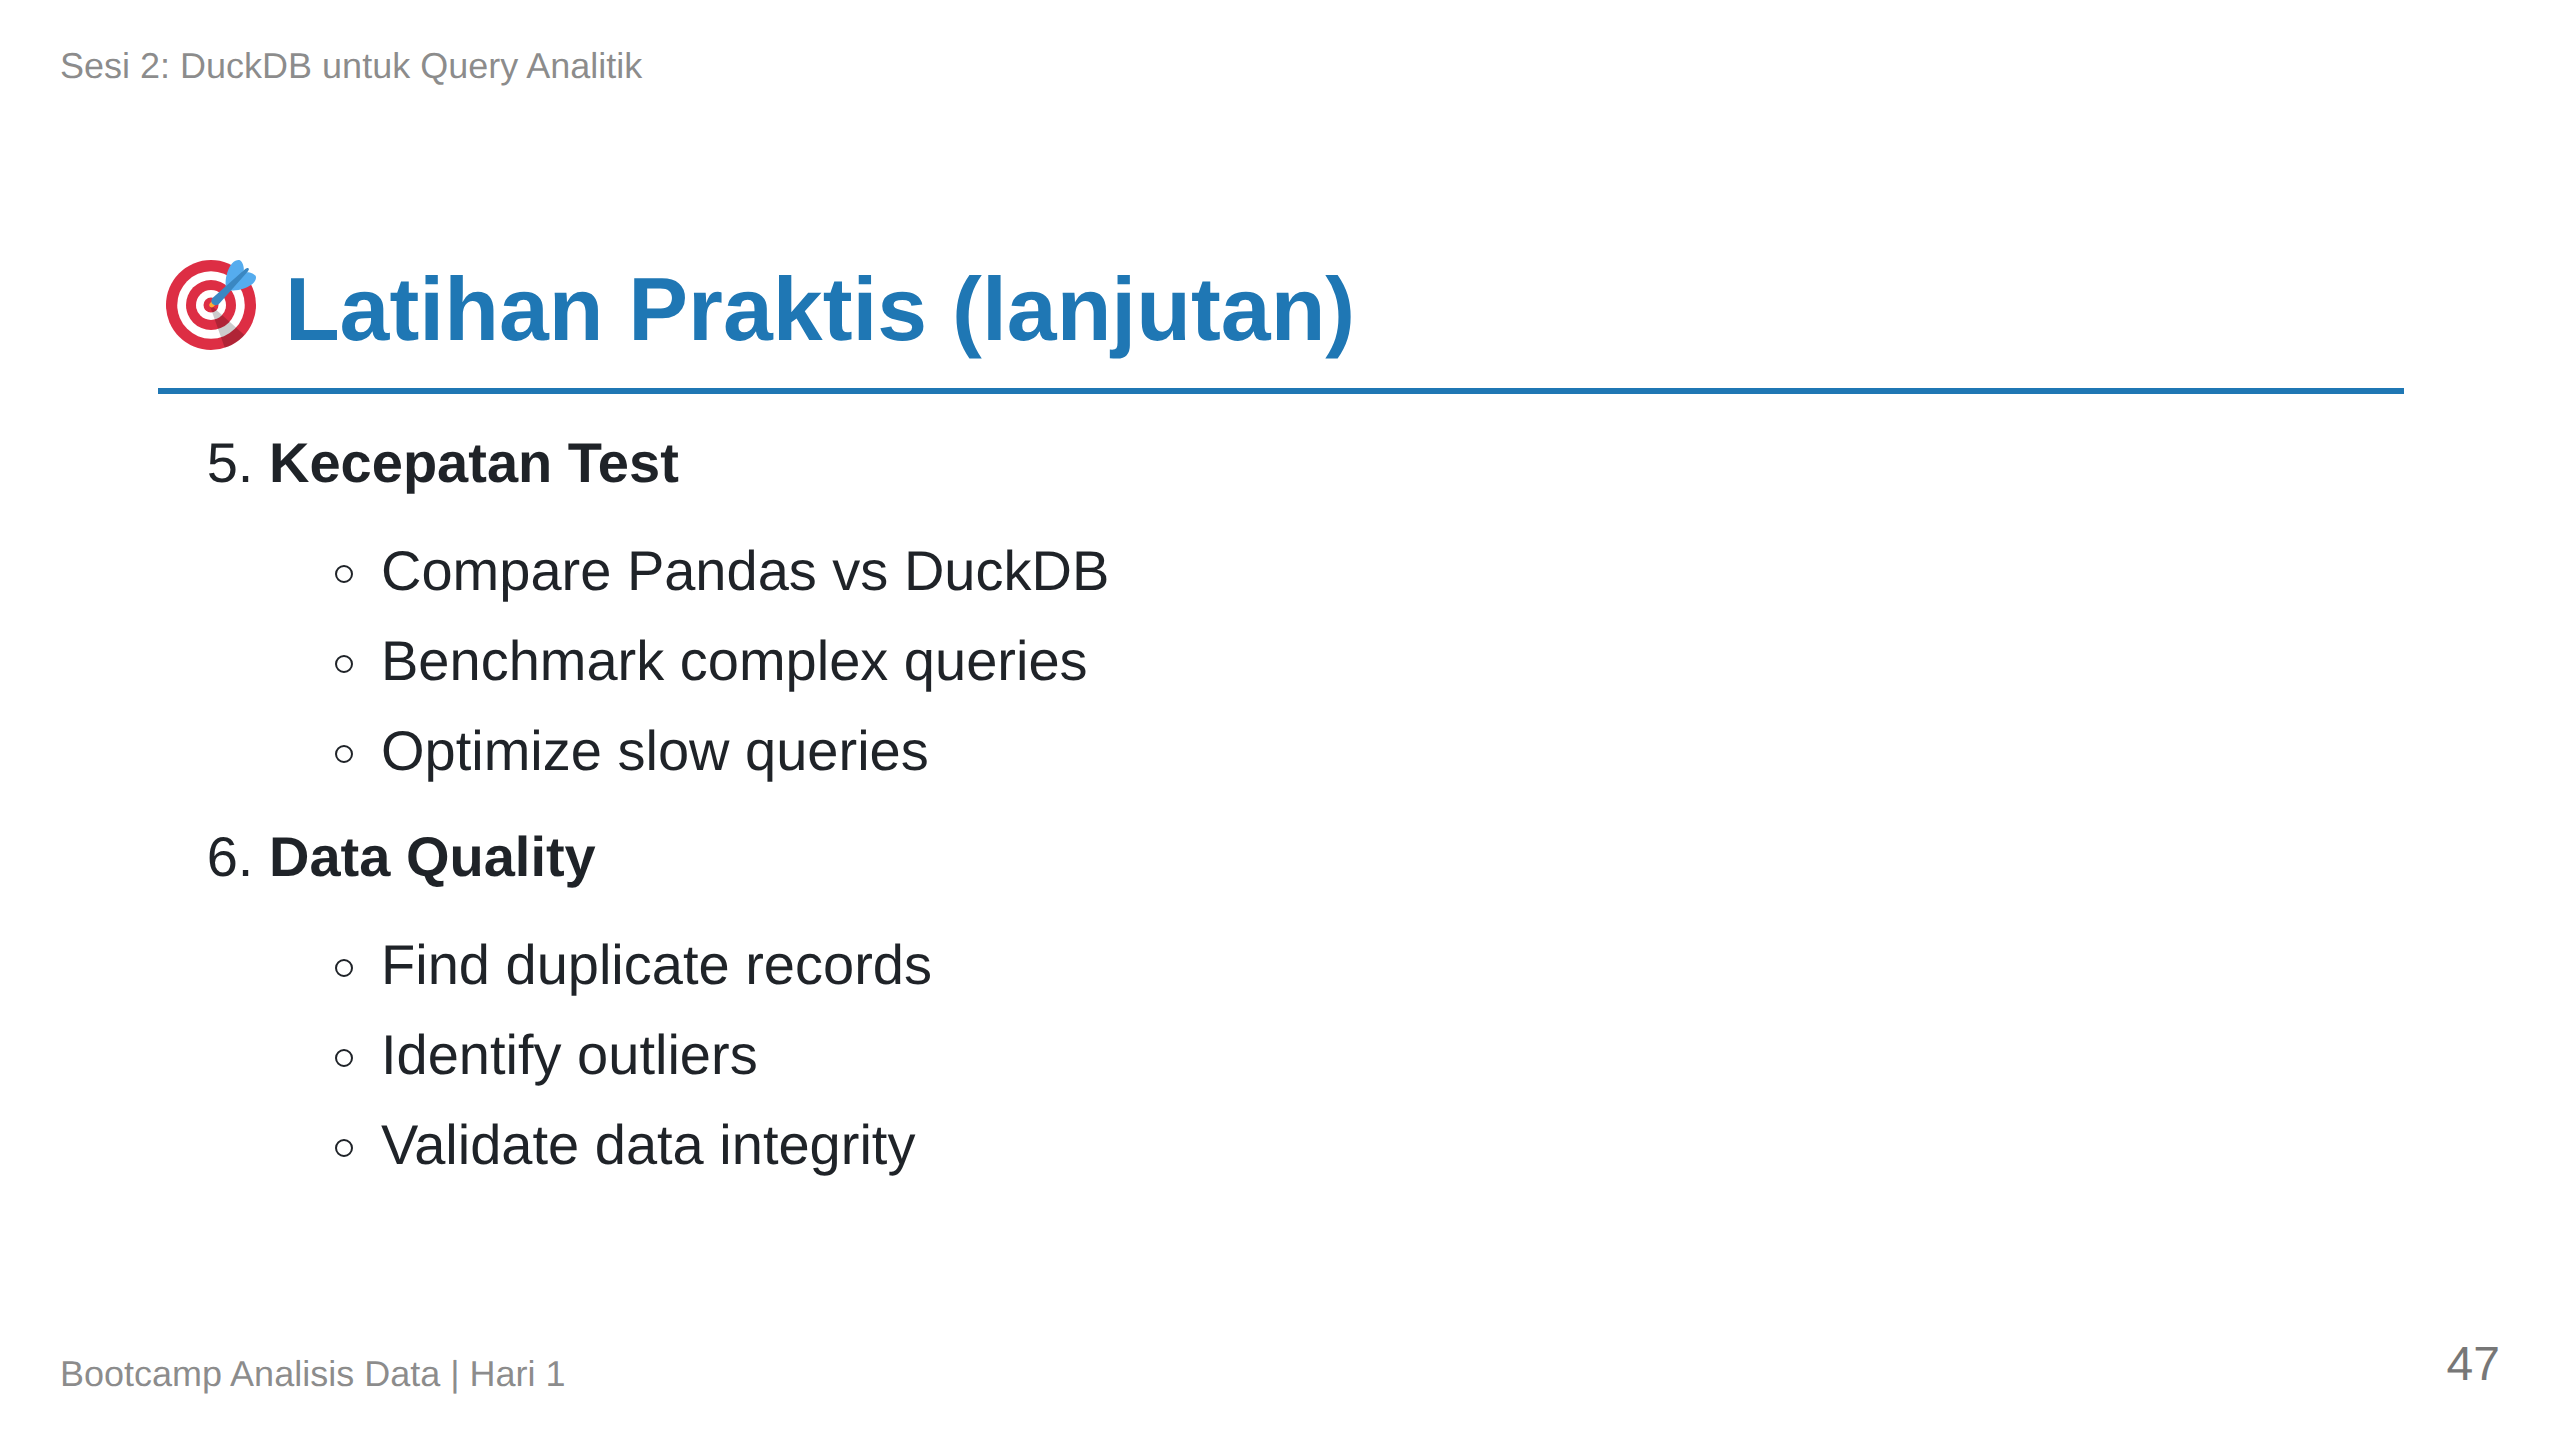 Sesi 2: DuckDB untuk Query Analitik
🎯 Latihan Praktis (lanjutan)
5. Kecepatan Test
○ Compare Pandas vs DuckDB
○ Benchmark complex queries
○ Optimize slow queries
6. Data Quality
○ Find duplicate records
○ Identify outliers
○ Validate data integrity
Bootcamp Analisis Data | Hari 1
47